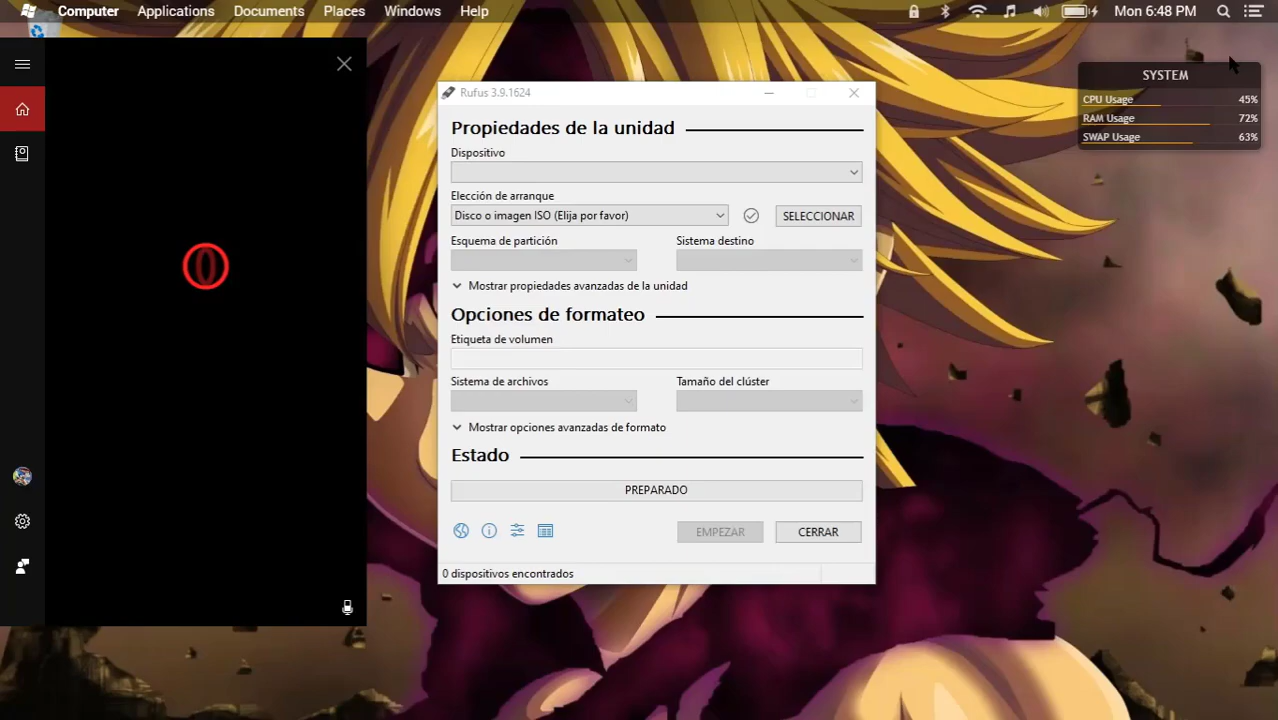 Computer Applications Documents Places Windows Help Mon 6:48 PM
SYSTEM
CPU Usage 45%
RAM Usage 72%
SWAP Usage 63%
Rufus 3.9.1624
Propiedades de la unidad
Dispositivo
Elección de arranque
Disco o imagen ISO (Elija por favor) SELECCIONAR
Esquema de partición Sistema destino
Mostrar propiedades avanzadas de la unidad
Opciones de formateo
Etiqueta de volumen
Sistema de archivos Tamaño del clúster
Mostrar opciones avanzadas de formato
Estado
PREPARADO
EMPEZAR CERRAR
0 dispositivos encontrados